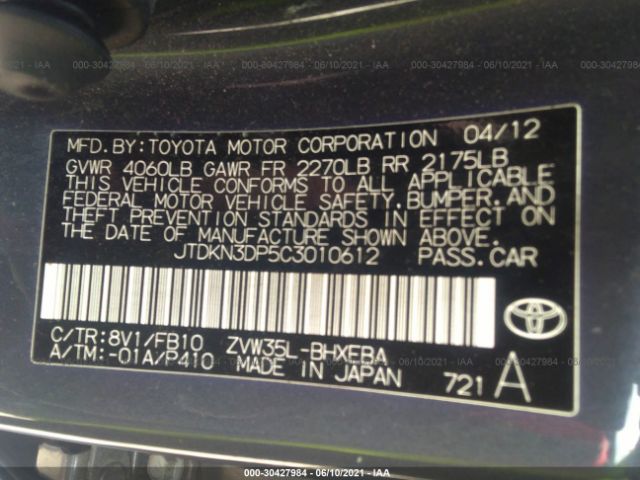 000-30427984 - 06/10/2021 - IAA
MFD.BY:TOYOTA MOTOR CORPORATION 04/12
GVWR 4060LB GAWR FR 2270LB RR 2175LB
THIS VEHICLE CONFORMS TO ALL APPLICABLE
FEDERAL MOTOR VEHICLE SAFETY,BUMPER,AND
THEFT PREVENTION STANDARDS IN EFFECT ON
THE DATE OF MANUFACTURE SHOWN ABOVE.
JTDKN3DP5C3010612 PASS.CAR
C/TR:8V1/FB10 ZVW35L-BHXEBA
A/TM:-01A/P410 MADE IN JAPAN 721 A
TOYOTA
000-30427984 - 06/10/2021 - IAA